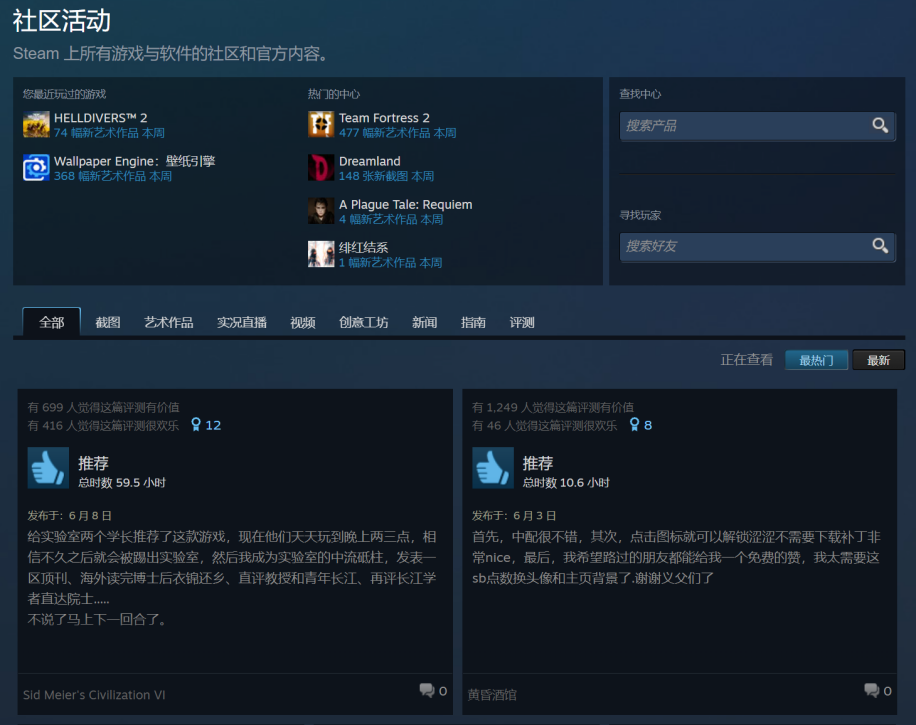 社区活动
Steam 上所有游戏与软件的社区和官方内容。
您最近玩过的游戏
HELLDIVERS™ 2
74 幅新艺术作品 本周
Wallpaper Engine：壁纸引擎
368 幅新艺术作品 本周
热门的中心
Team Fortress 2
477 幅新艺术作品 本周
Dreamland
148 张新截图 本周
A Plague Tale: Requiem
4 幅新艺术作品 本周
绯红结系
1 幅新艺术作品 本周
查找中心
搜索产品
寻找玩家
搜索好友
全部 截图 艺术作品 实况直播 视频 创意工坊 新闻 指南 评测
正在查看 最热门 最新
有 699 人觉得这篇评测有价值
有 416 人觉得这篇评测很欢乐 12
推荐
总时数 59.5 小时
发布于：6 月 8 日
给实验室两个学长推荐了这款游戏，现在他们天天玩到晚上两三点，相
信不久之后就会被踢出实验室，然后我成为实验室的中流砥柱，发表一
区顶刊、海外读完博士后衣锦还乡、直评教授和青年长江、再评长江学
者直达院士.....
不说了马上下一回合了。
Sid Meier's Civilization VI
0
有 1,249 人觉得这篇评测有价值
有 46 人觉得这篇评测很欢乐 8
推荐
总时数 10.6 小时
发布于：6 月 3 日
首先，中配很不错，其次，点击图标就可以解锁涩涩不需要下载补丁非
常nice，最后，我希望路过的朋友都能给我一个免费的赞，我太需要这
sb点数换头像和主页背景了.谢谢义父们了
黄昏酒馆
0